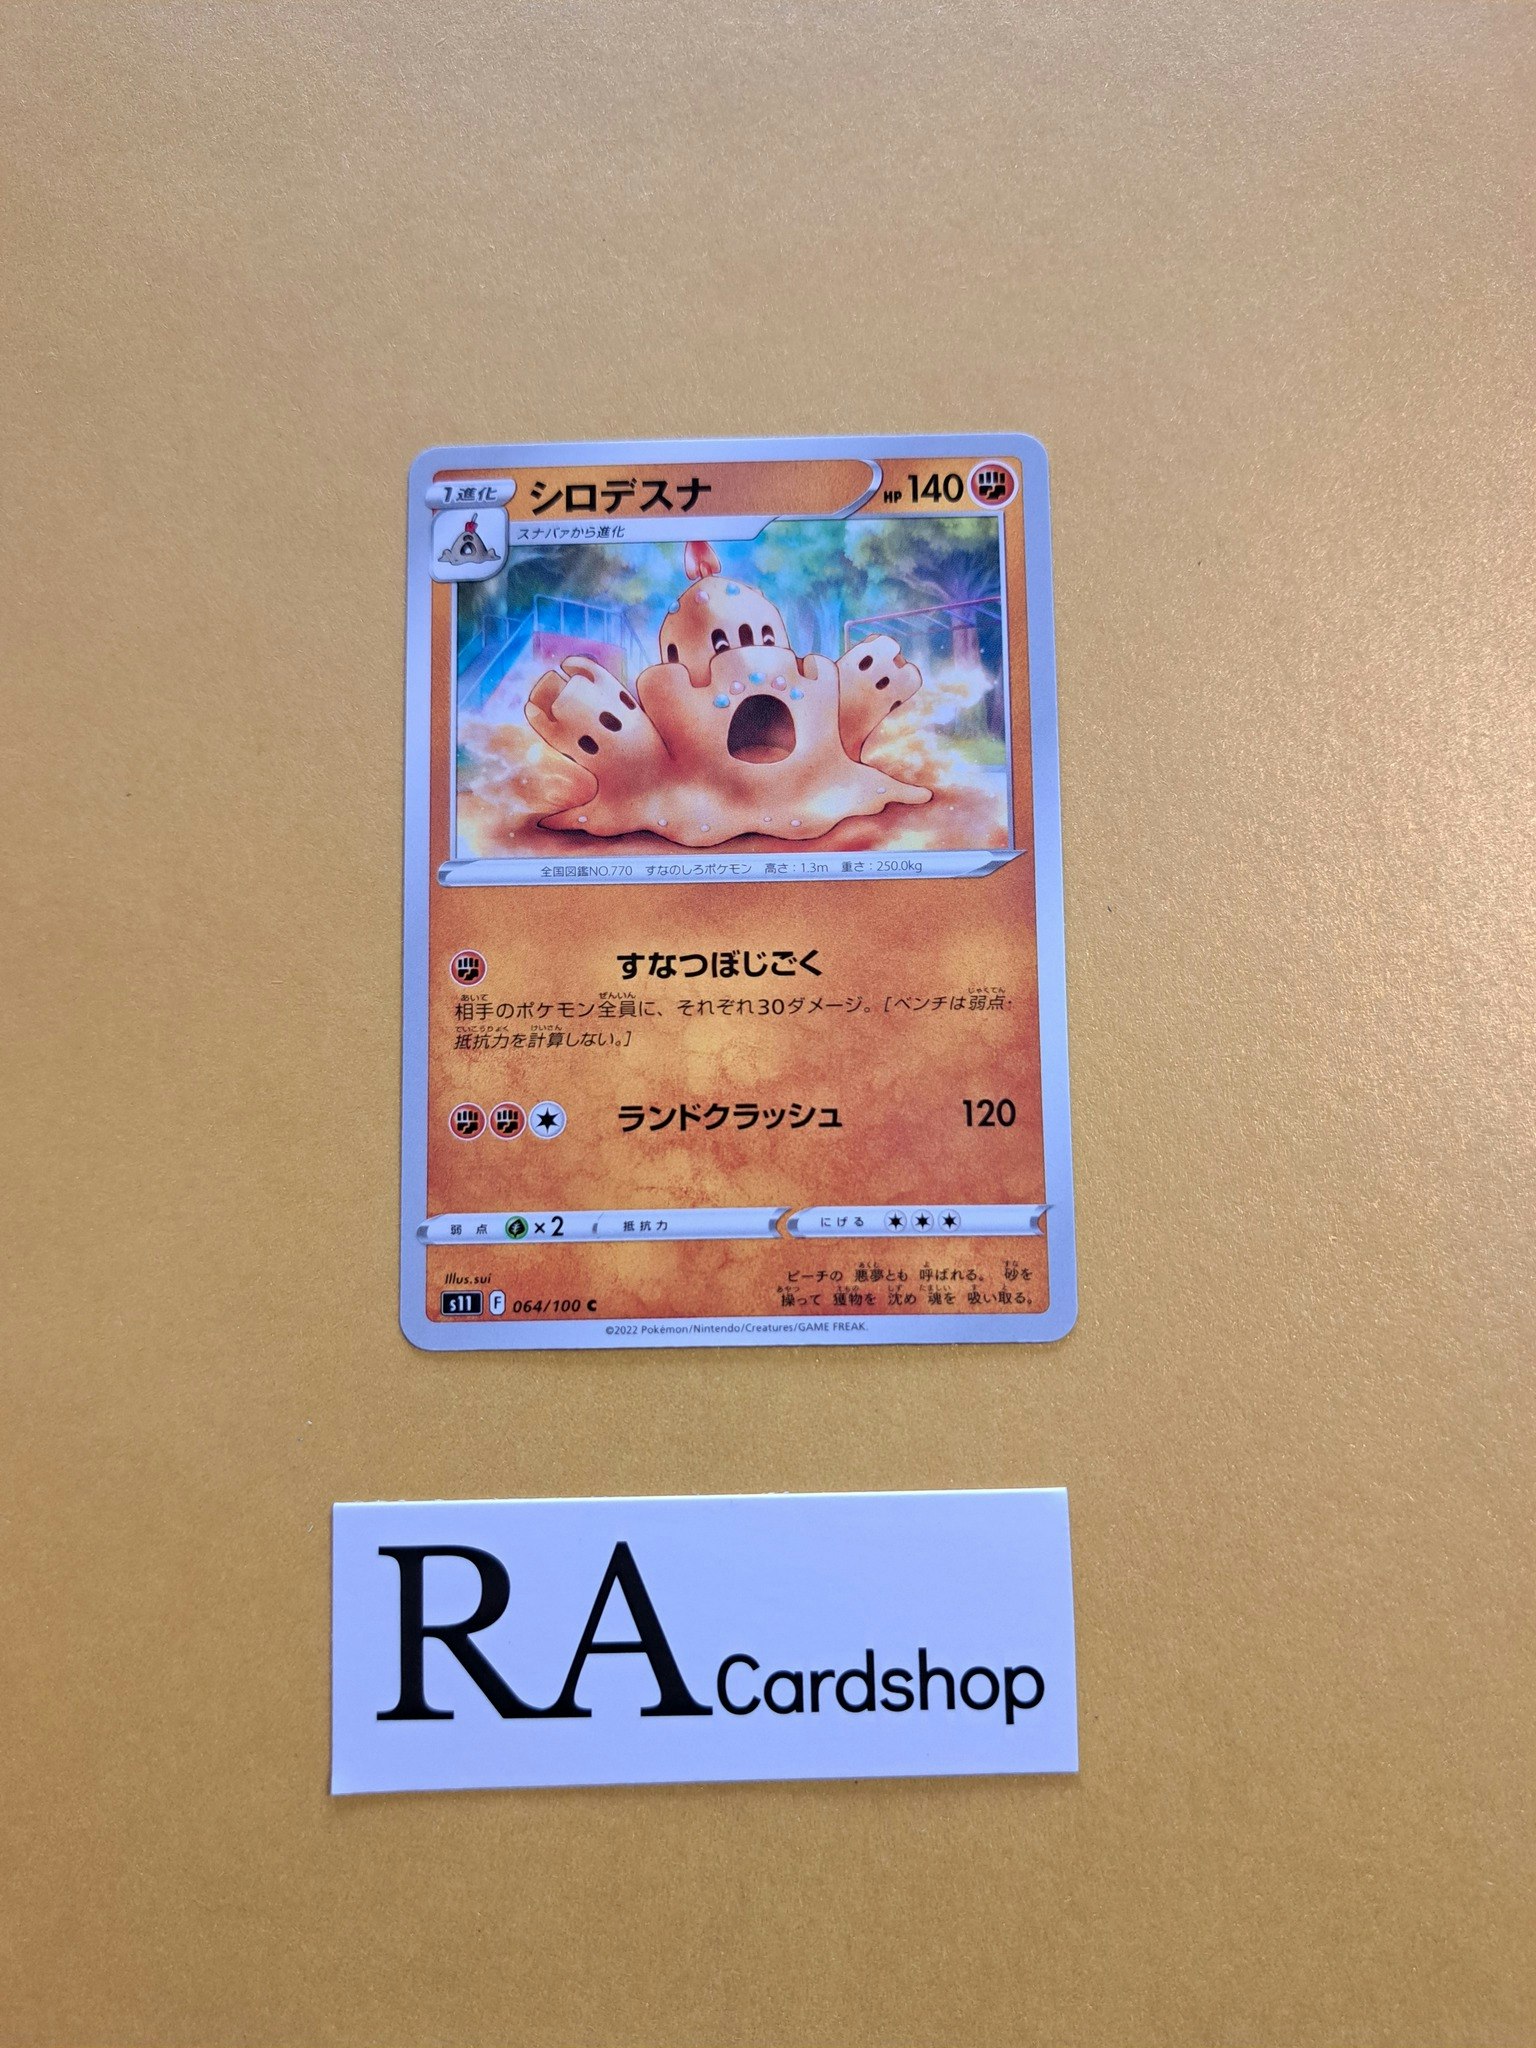 1進化
シロデスナ
HP 140
スナバァから進化
全国図鑑NO.770 すなのしろポケモン 高さ：1.3m 重さ：250.0kg
すなつぼじごく
相手のポケモン全員に、それぞれ30ダメージ。[ベンチは弱点・
抵抗力を計算しない。]
ランドクラッシュ 120
弱点 ×2 抵抗力 にげる
Illus.sui
ビーチの 悪夢とも 呼ばれる。 砂を
操って 獲物を 沈め 魂を 吸い取る。
s11 F 064/100 C
©2022 Pokémon/Nintendo/Creatures/GAME FREAK.
RA Cardshop